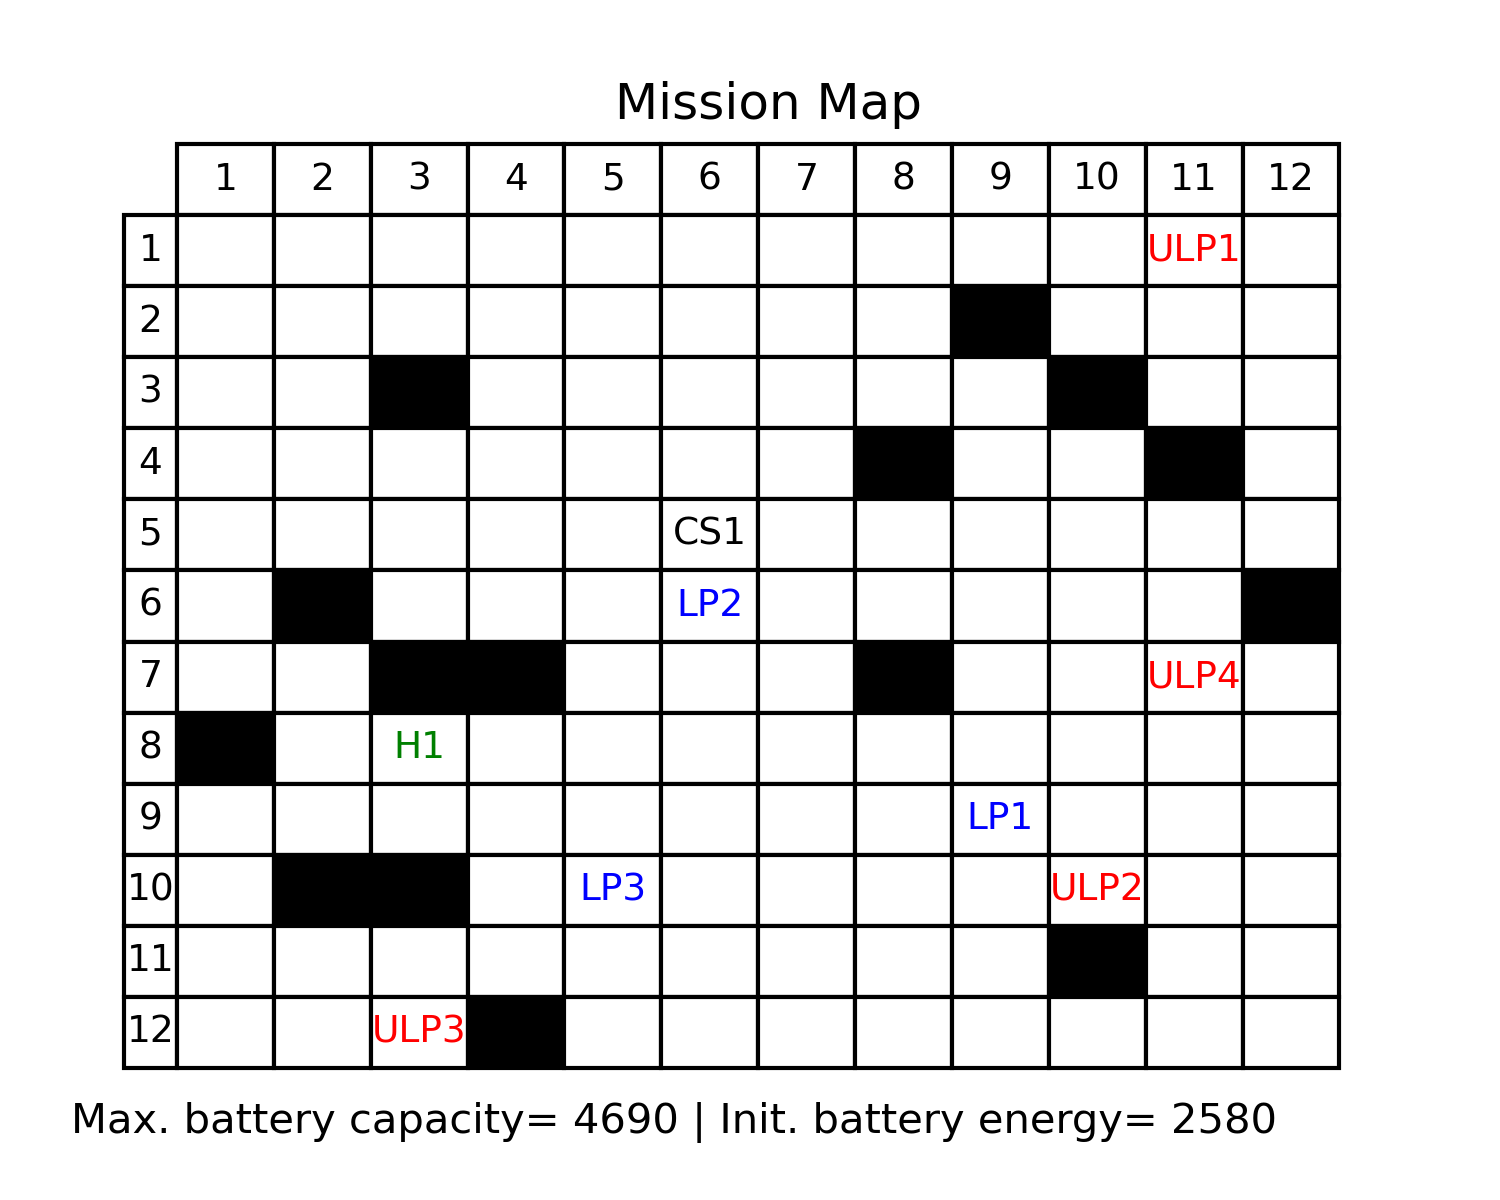 Mission Map
1 2 3 4 5 6 7 8 9 10 11 12
1 ULP1
2
3
4
5 CS1
6 LP2
7 ULP4
8 H1
9 LP1
10 LP3 ULP2
11
12 ULP3
Max. battery capacity= 4690 | Init. battery energy= 2580